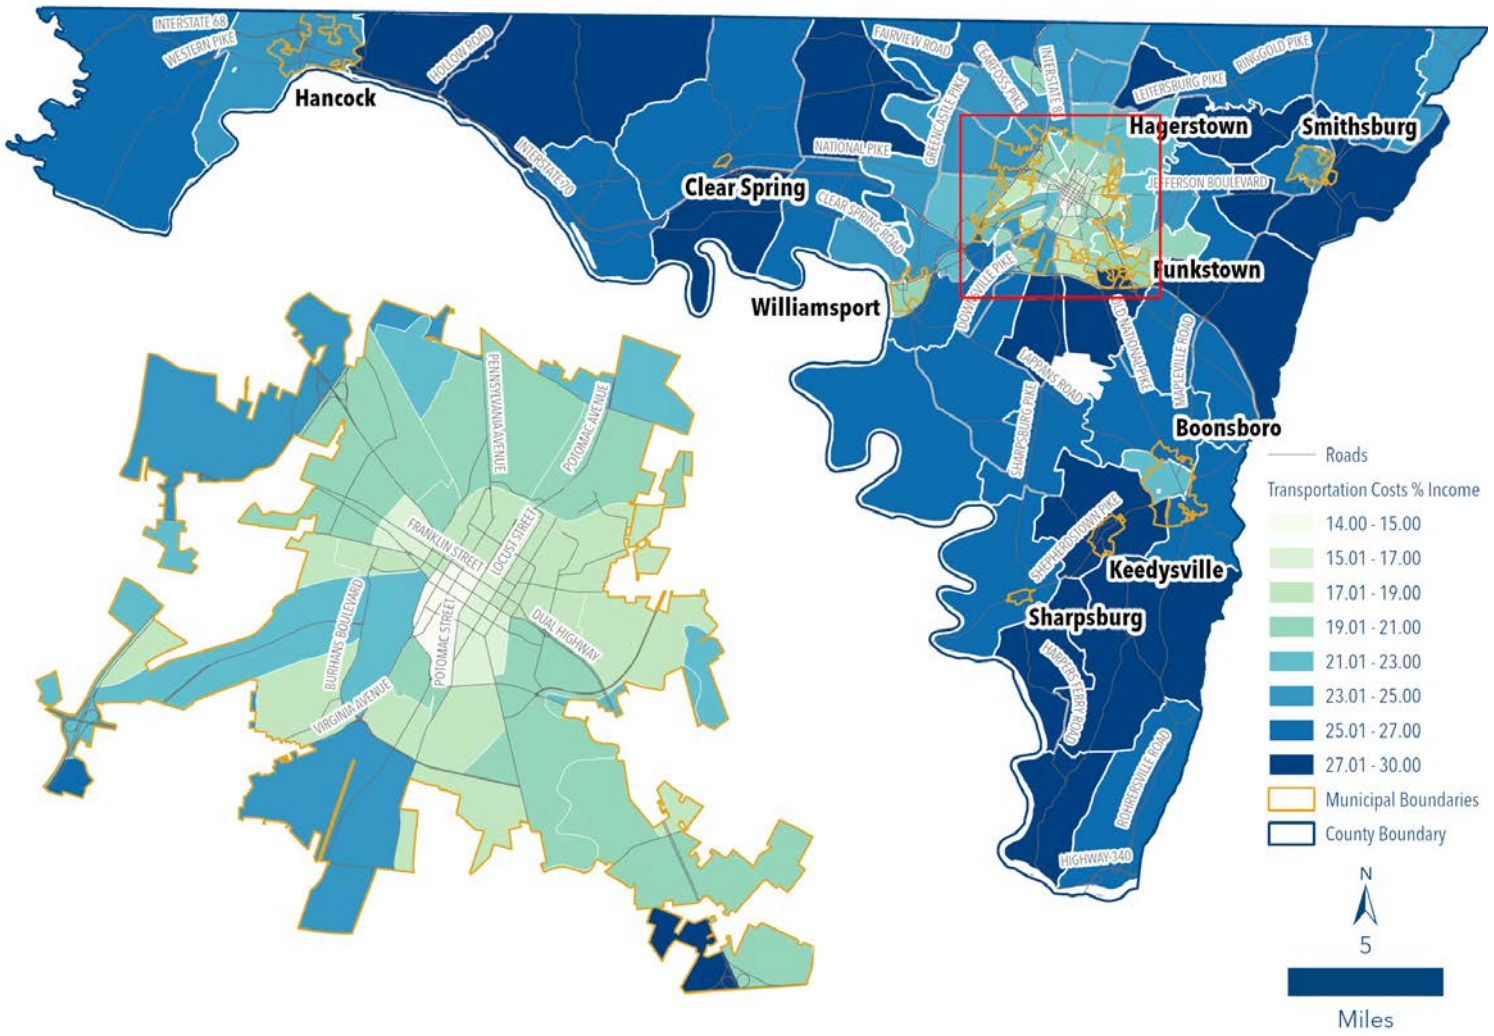 INTERSTATE 68
WESTERN PIKE
HOLLOW ROAD
Hancock
INTERSTATE 70
NATIONAL PIKE
Clear Spring
CLEAR SPRING ROAD
FAIRVIEW ROAD
CEARFOSS PIKE
INTERSTATE 81
GREENCASTLE PIKE
LEITERSBURG PIKE
RINGGOLD PIKE
Hagerstown
Smithsburg
JEFFERSON BOULEVARD
Funkstown
Williamsport
DOWNSVILLE PIKE
OLD NATIONAL PIKE
MAPLEVILLE ROAD
LAPPANS ROAD
SHARPSBURG PIKE
Boonsboro
SHEPHERDSTOWN PIKE
Keedysville
Sharpsburg
HARPERS FERRY ROAD
ROHRERSVILLE ROAD
HIGHWAY 340
PENNSYLVANIA AVENUE
POTOMAC AVENUE
FRANKLIN STREET
LOCUST STREET
BURHANS BOULEVARD
POTOMAC STREET
DUAL HIGHWAY
VIRGINIA AVENUE
Roads
Transportation Costs % Income
14.00 - 15.00
15.01 - 17.00
17.01 - 19.00
19.01 - 21.00
21.01 - 23.00
23.01 - 25.00
25.01 - 27.00
27.01 - 30.00
Municipal Boundaries
County Boundary
N
5
Miles